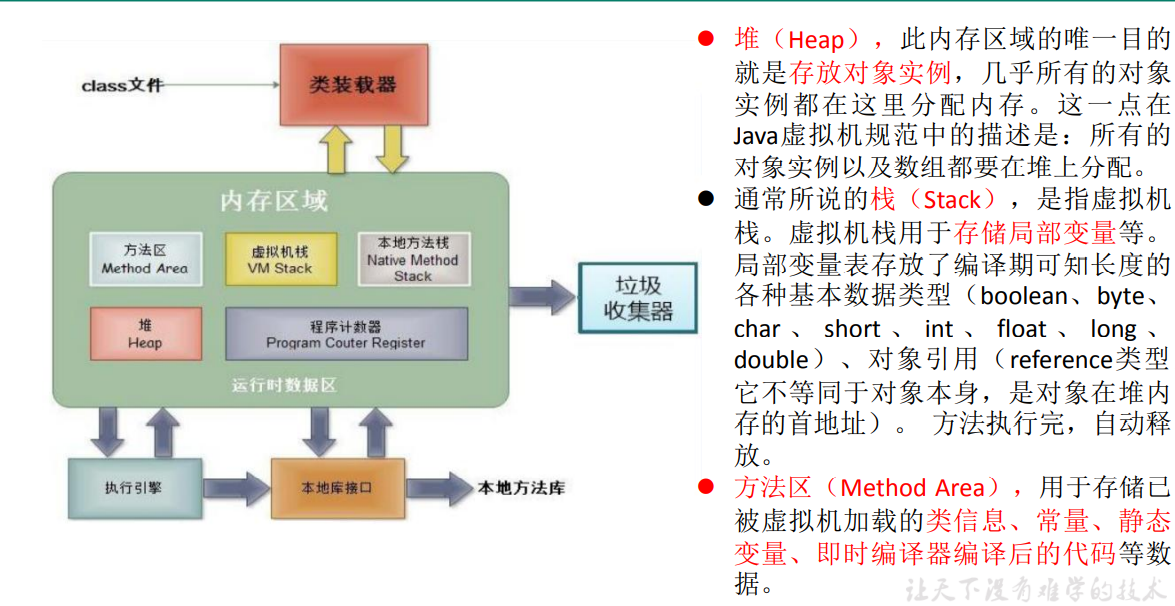 class文件
类装载器
内存区域
方法区
Method Area
虚拟机栈
VM Stack
本地方法栈
Native Method
Stack
堆
Heap
程序计数器
Program Couter Register
运行时数据区
垃圾
收集器
执行引擎
本地库接口
本地方法库
堆（Heap），此内存区域的唯一目的
就是存放对象实例，几乎所有的对象
实例都在这里分配内存。这一点在
Java虚拟机规范中的描述是：所有的
对象实例以及数组都要在堆上分配。
通常所说的栈（Stack），是指虚拟机
栈。虚拟机栈用于存储局部变量等。
局部变量表存放了编译期可知长度的
各种基本数据类型（boolean、byte、
char 、 short 、 int 、 float 、 long 、
double）、对象引用（reference类型
它不等同于对象本身，是对象在堆内
存的首地址）。 方法执行完，自动释
放。
方法区（Method Area），用于存储已
被虚拟机加载的类信息、常量、静态
变量、即时编译器编译后的代码等数
据。
让天下没有难学的技术